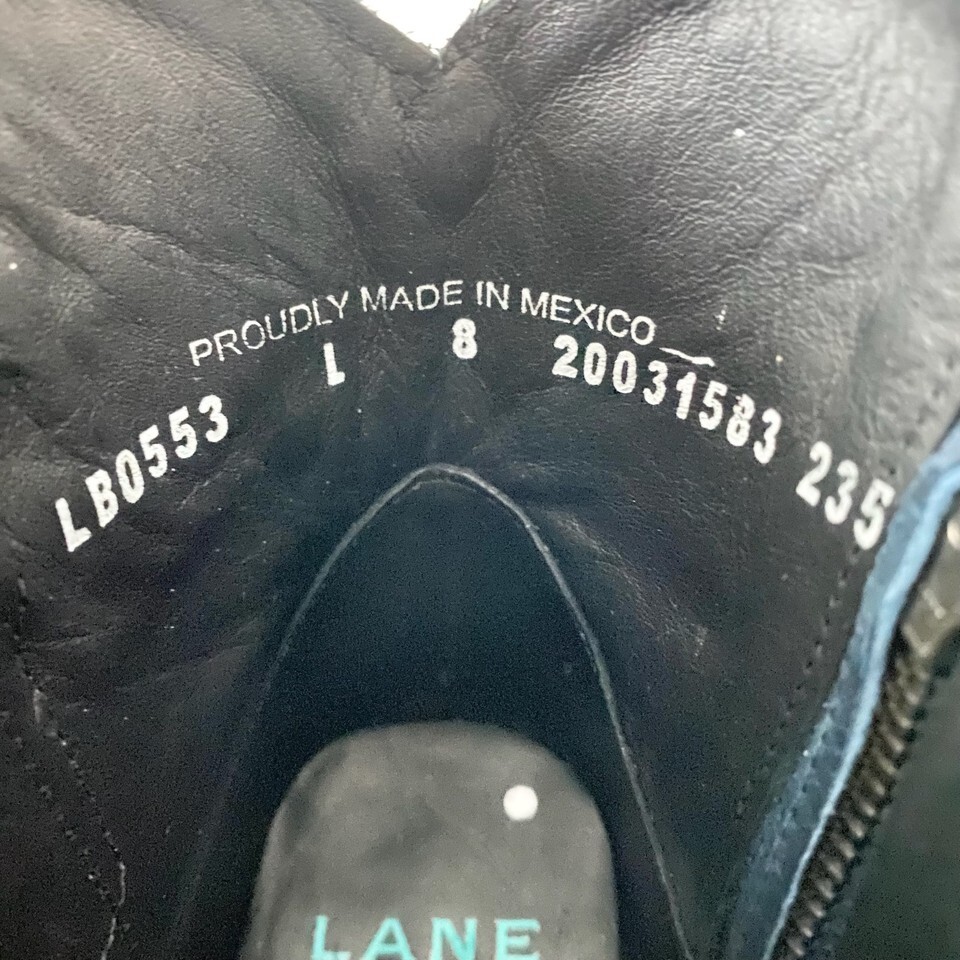 PROUDLY MADE IN MEXICO
LB0553 L 8 20031583 235
LANE